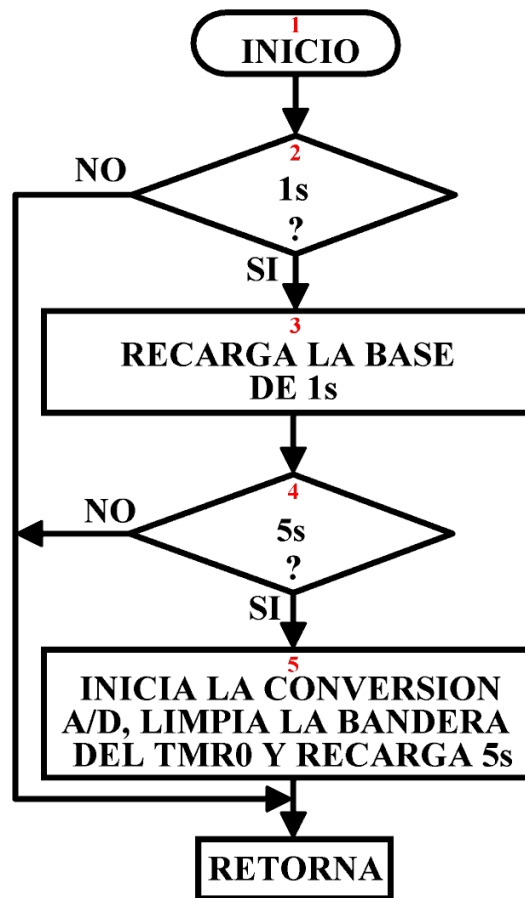 1
INICIO
2
NO
1s
?
SI
3
RECARGA LA BASE
DE 1s
4
NO
5s
?
SI
5
INICIA LA CONVERSION
A/D, LIMPIA LA BANDERA
DEL TMR0 Y RECARGA 5s
RETORNA